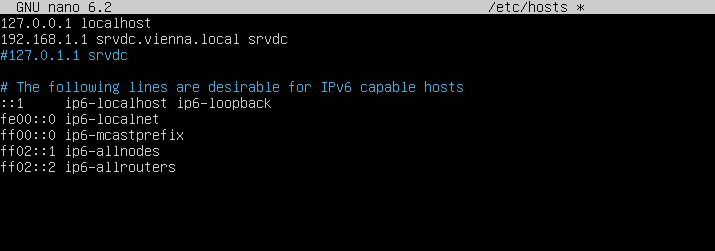 GNU nano 6.2 /etc/hosts *
127.0.0.1 localhost
192.168.1.1 srvdc.vienna.local srvdc
#127.0.1.1 srvdc
# The following lines are desirable for IPv6 capable hosts
::1 ip6-localhost ip6-loopback
fe00::0 ip6-localnet
ff00::0 ip6-mcastprefix
ff02::1 ip6-allnodes
ff02::2 ip6-allrouters